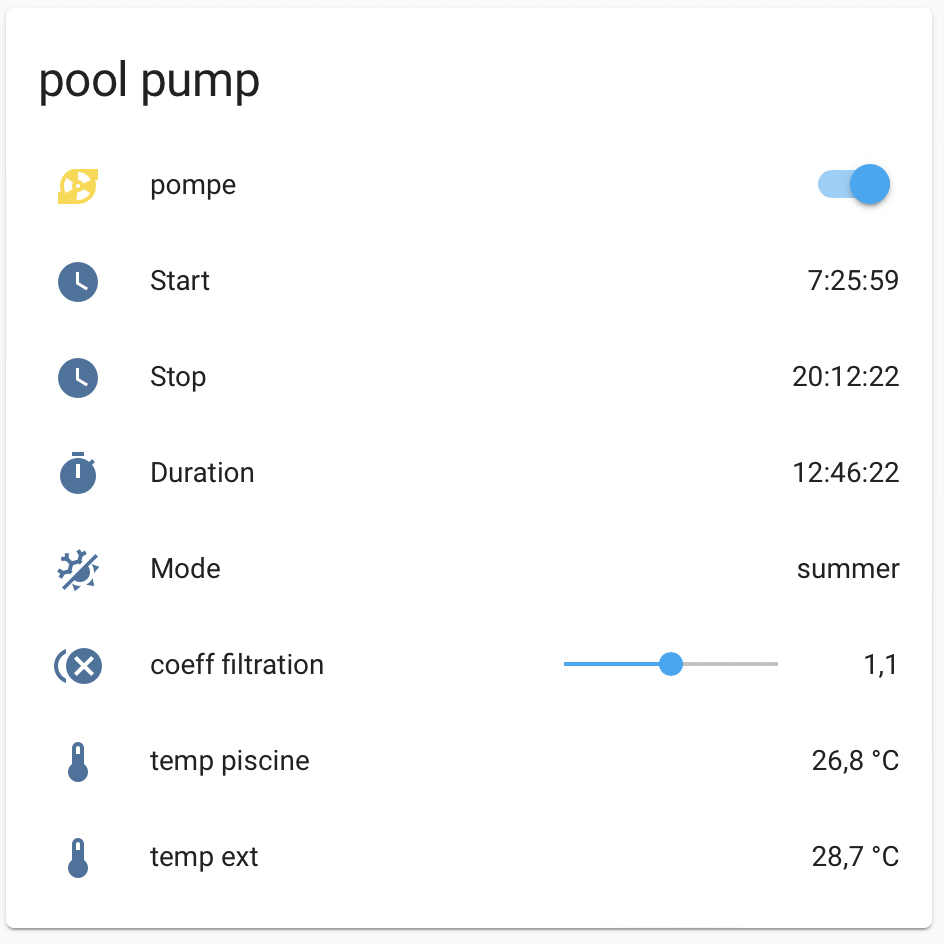 pool pump
pompe
Start 7:25:59
Stop 20:12:22
Duration 12:46:22
Mode summer
coeff filtration 1,1
temp piscine 26,8 °C
temp ext 28,7 °C